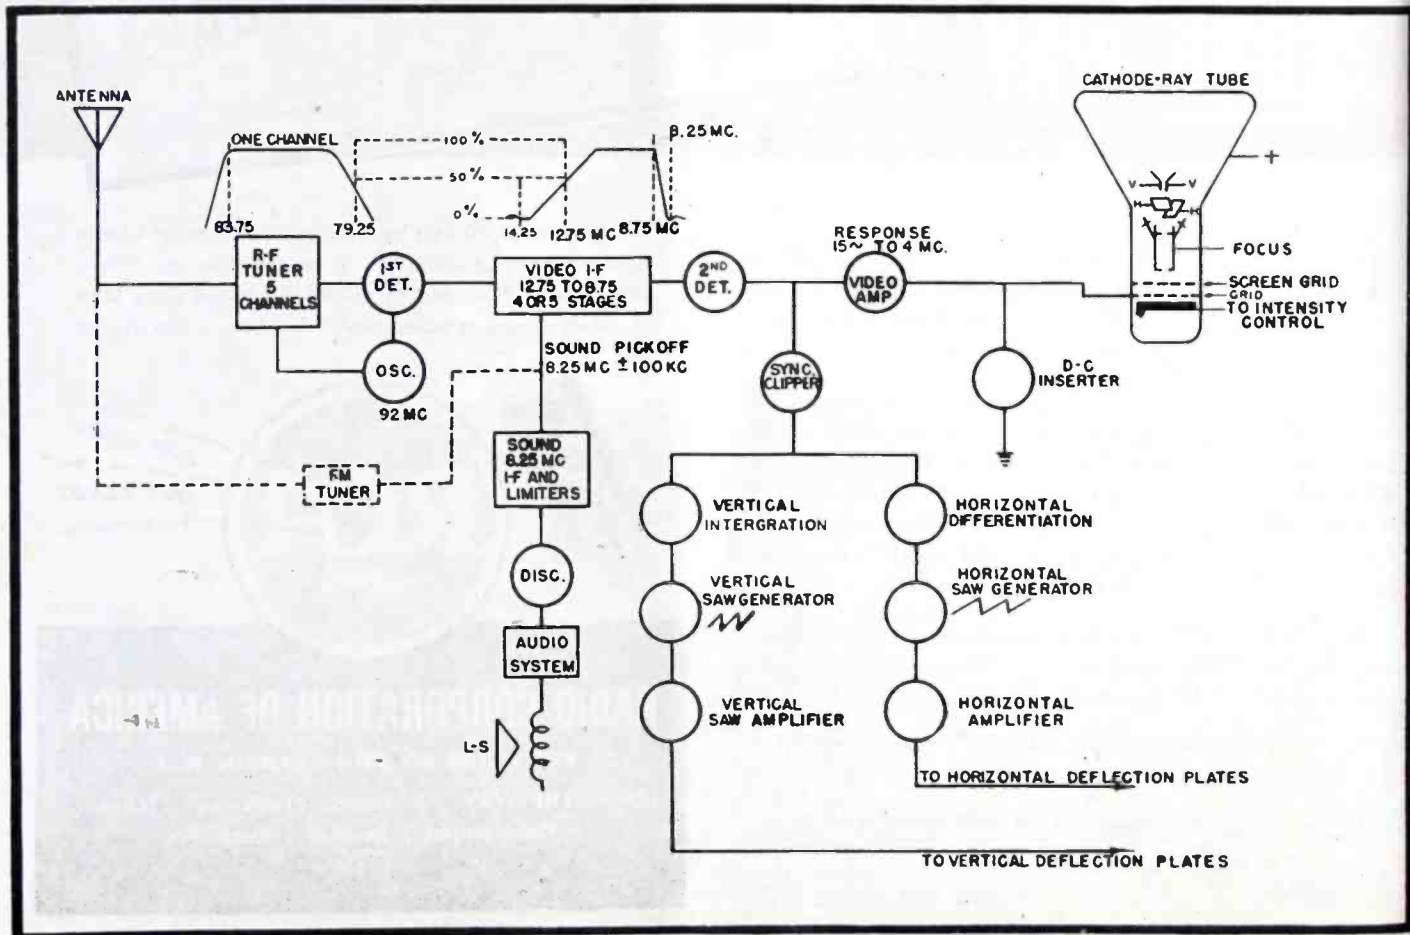 ANTENNA
ONE CHANNEL
83.75
79.25
100%
50%
0%
8.25 MC.
14.25
12.75 MC
8.75 MC
CATHODE-RAY TUBE
+
V V
H H
FOCUS
SCREEN GRID
GRID
TO INTENSITY
CONTROL
R-F
TUNER
5
CHANNELS
1ST
DET.
VIDEO I-F
12.75 TO 8.75
4 OR 5 STAGES
2ND
DET.
RESPONSE
15~ TO 4 MC.
VIDEO
AMP
OSC.
92 MC
SOUND PICKOFF
8.25 MC ± 100KC
SYNC.
CLIPPER
D-C
INSERTER
FM
TUNER
SOUND
8.25 MC
I-F AND
LIMITERS
DISC.
AUDIO
SYSTEM
L-S
VERTICAL
INTERGRATION
VERTICAL
SAW GENERATOR
VERTICAL
SAW AMPLIFIER
HORIZONTAL
DIFFERENTIATION
HORIZONTAL
SAW GENERATOR
HORIZONTAL
AMPLIFIER
TO HORIZONTAL DEFLECTION PLATES
TO VERTICAL DEFLECTION PLATES
RADIO CORPORATION OF AMERICA